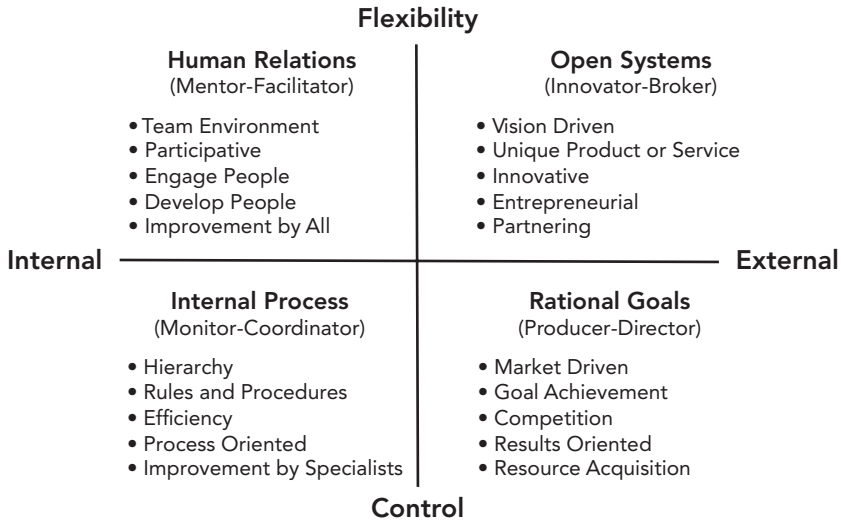 Flexibility
Human Relations
(Mentor-Facilitator)
• Team Environment
• Participative
• Engage People
• Develop People
• Improvement by All
Open Systems
(Innovator-Broker)
• Vision Driven
• Unique Product or Service
• Innovative
• Entrepreneurial
• Partnering
Internal
External
Internal Process
(Monitor-Coordinator)
• Hierarchy
• Rules and Procedures
• Efficiency
• Process Oriented
• Improvement by Specialists
Rational Goals
(Producer-Director)
• Market Driven
• Goal Achievement
• Competition
• Results Oriented
• Resource Acquisition
Control